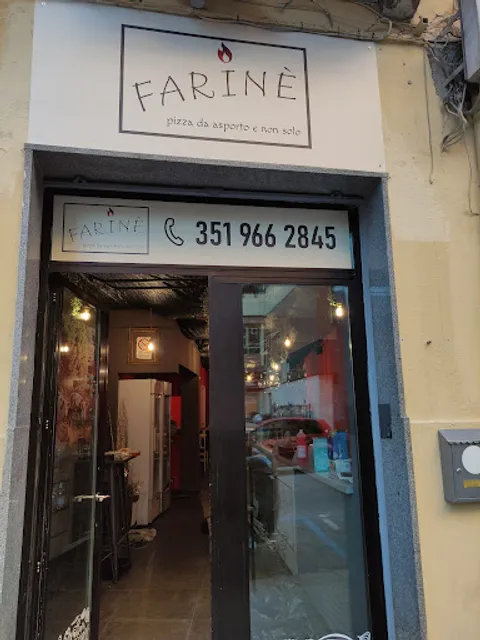 FARINÈ
pizza da asporto e non solo
FARINÈ
351 966 2845